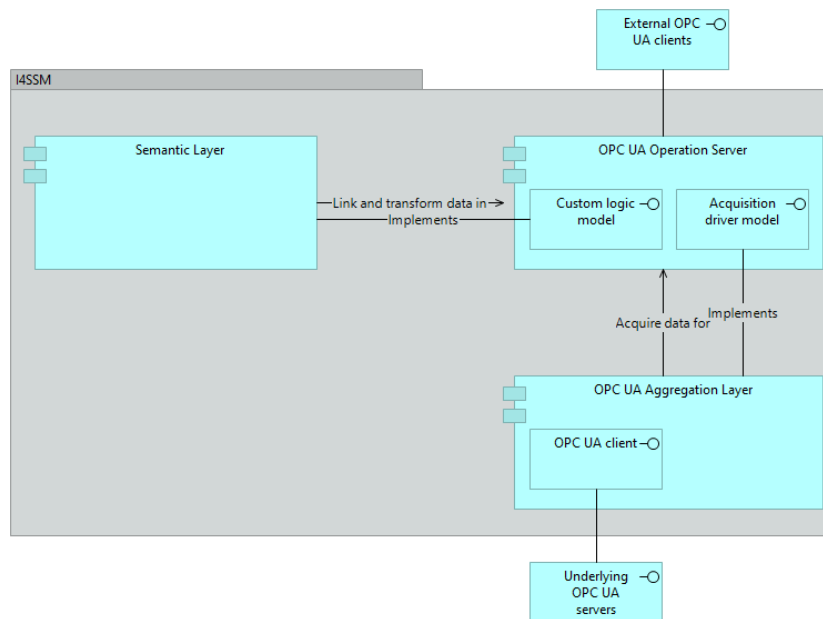 External OPC
UA clients
I4SSM
Semantic Layer
OPC UA Operation Server
Link and transform data in
Implements
Custom logic
model
Acquisition
driver model
Acquire data for
Implements
OPC UA Aggregation Layer
OPC UA client
Underlying
OPC UA
servers